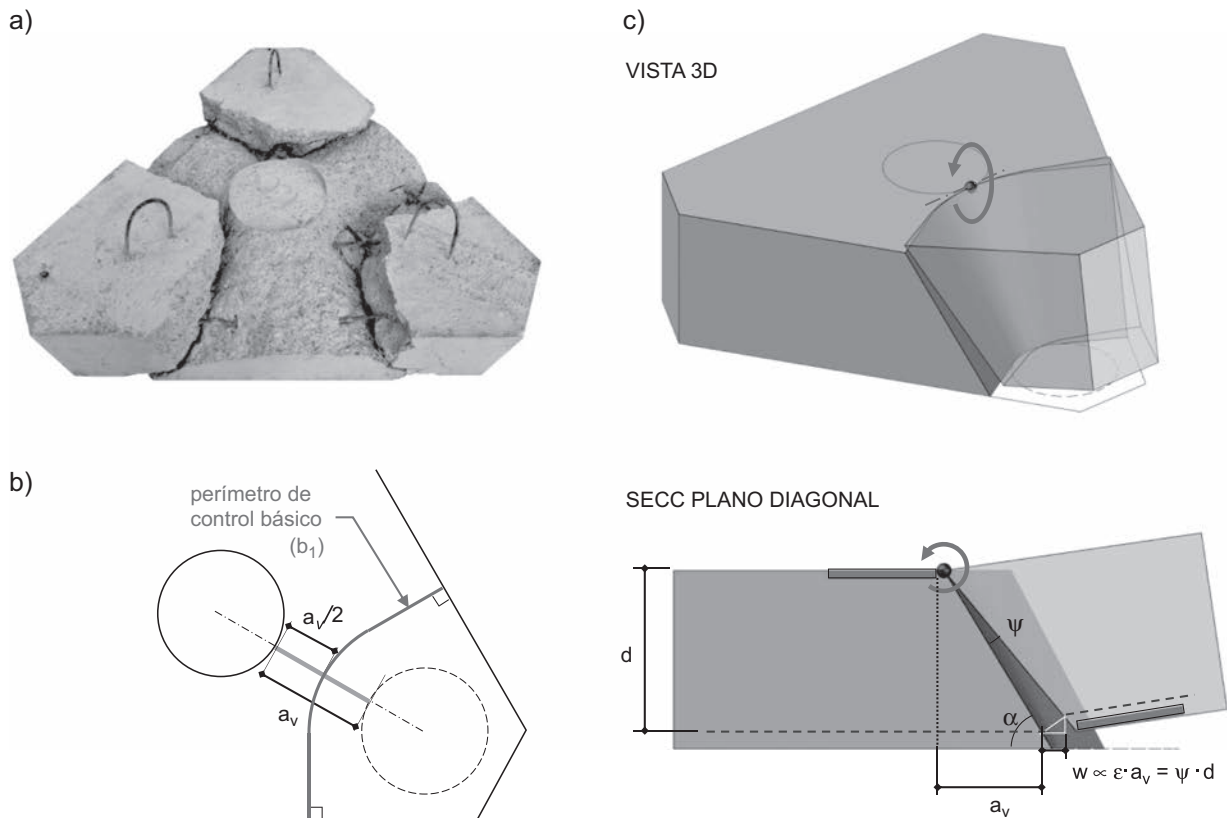 a)
c)
VISTA 3D
b)
perímetro de
control básico
(b₁)
aᵥ/2
aᵥ
SECC PLANO DIAGONAL
d
ψ
α
w ∝ ε·aᵥ = ψ·d
aᵥ